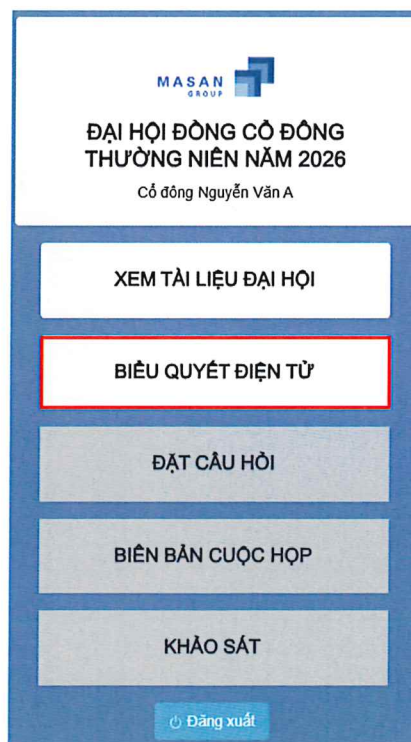 MASAN
GROUP
ĐẠI HỘI ĐỒNG CỔ ĐÔNG
THƯỜNG NIÊN NĂM 2026
Cổ đông Nguyễn Văn A
XEM TÀI LIỆU ĐẠI HỘI
BIỂU QUYẾT ĐIỆN TỬ
ĐẶT CÂU HỎI
BIÊN BẢN CUỘC HỌP
KHẢO SÁT
Đăng xuất